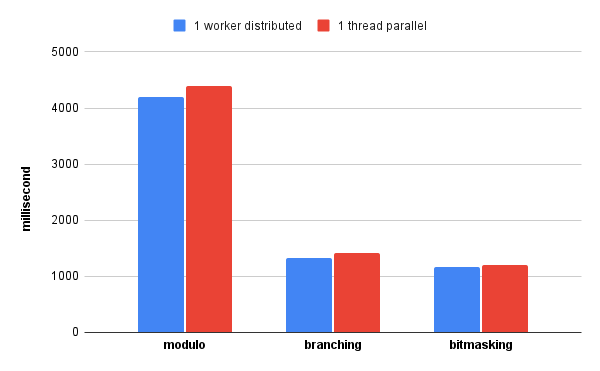 1 worker distributed 1 thread parallel
5000
4000
3000
2000
1000
0
millisecond
modulo branching bitmasking